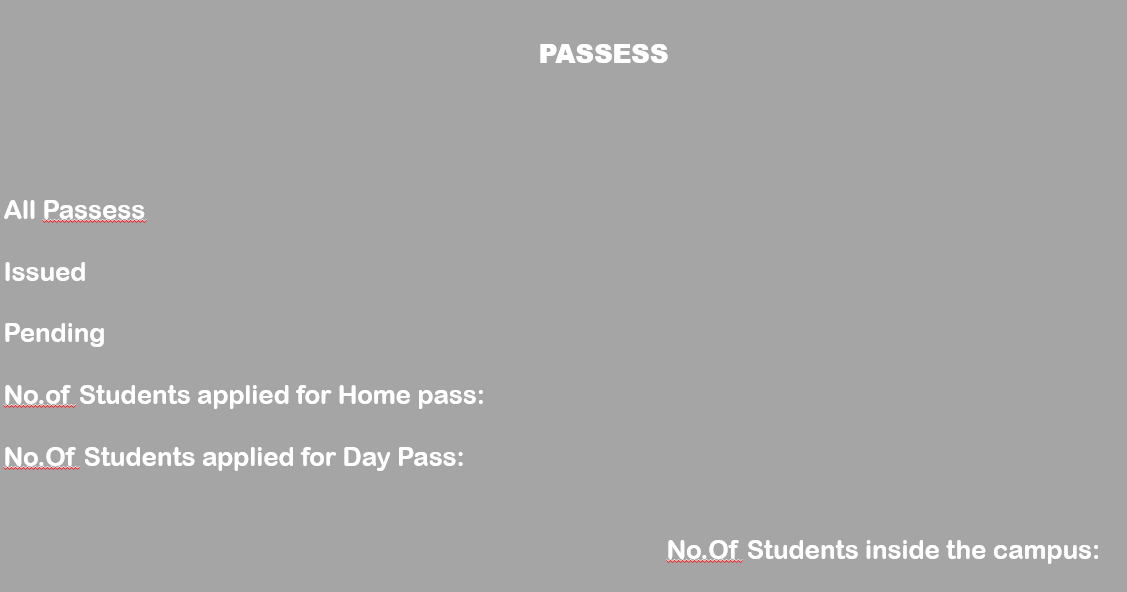 PASSESS
All Passess
Issued
Pending
No.of Students applied for Home pass:
No.Of Students applied for Day Pass:
No.Of Students inside the campus: